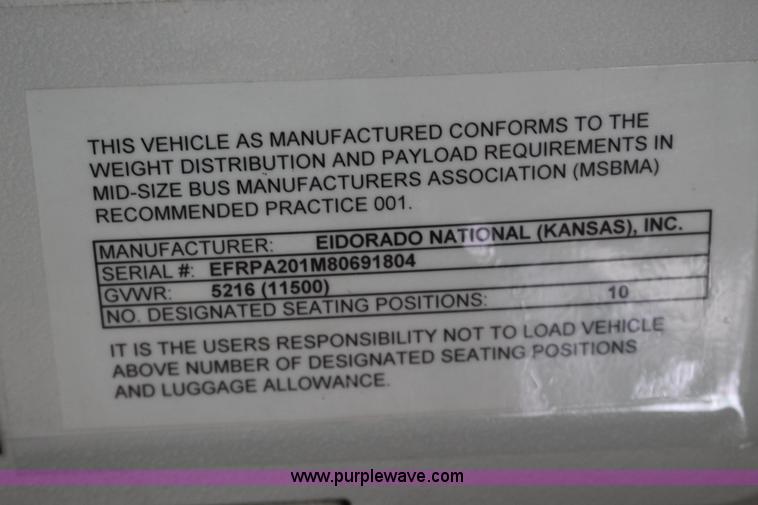 THIS VEHICLE AS MANUFACTURED CONFORMS TO THE
WEIGHT DISTRIBUTION AND PAYLOAD REQUIREMENTS IN
MID-SIZE BUS MANUFACTURERS ASSOCIATION (MSBMA)
RECOMMENDED PRACTICE 001.
MANUFACTURER: EIDORADO NATIONAL (KANSAS), INC.
SERIAL #: EFRPA201M80691804
GVWR: 5216 (11500)
NO. DESIGNATED SEATING POSITIONS: 10
IT IS THE USERS RESPONSIBILITY NOT TO LOAD VEHICLE
ABOVE NUMBER OF DESIGNATED SEATING POSITIONS
AND LUGGAGE ALLOWANCE.
www.purplewave.com